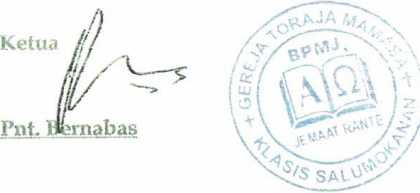 Ketua
Pnt. Bernabas
GEREJA TORAJA MAMASA
BPMJ.
A Ω
JEMAAT RANTE
KLASIS SALUMOKANAN